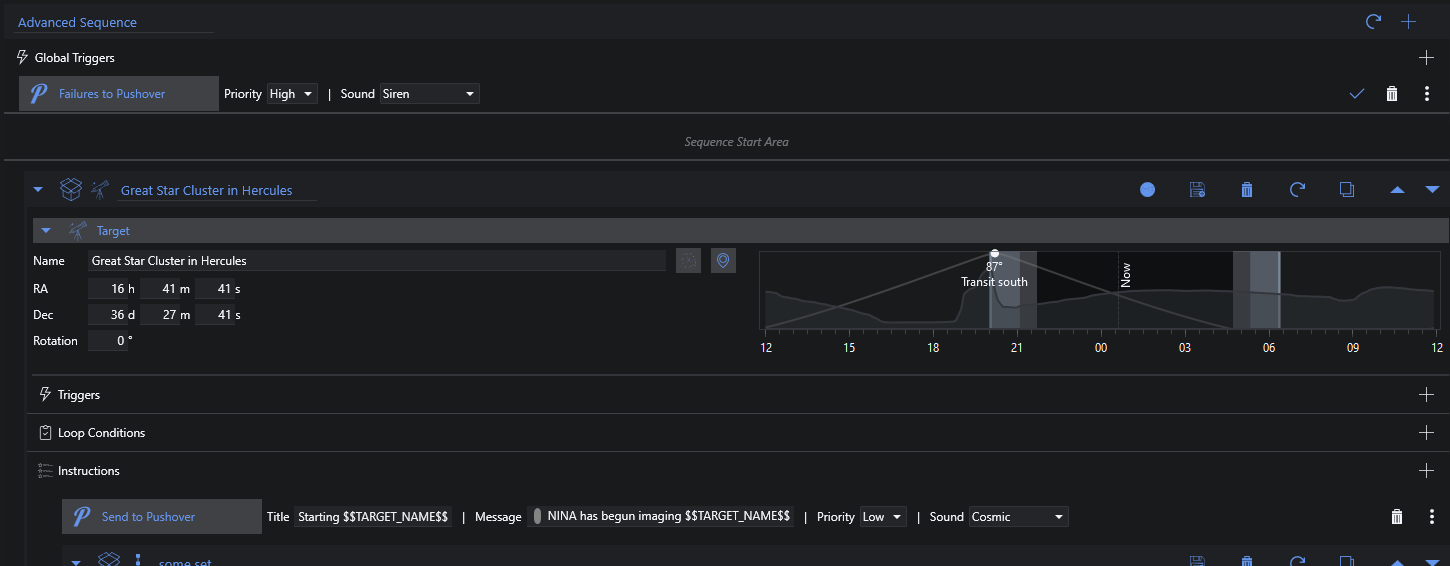 Advanced Sequence
Global Triggers
Failures to Pushover Priority High | Sound Siren
Sequence Start Area
Great Star Cluster in Hercules
Target
Name Great Star Cluster in Hercules
RA 16 h 41 m 41 s
Dec 36 d 27 m 41 s
Rotation 0 °
87°
Transit south
Now
12 15 18 21 00 03 06 09 12
Triggers
Loop Conditions
Instructions
Send to Pushover Title Starting $$TARGET_NAME$$ | Message NINA has begun imaging $$TARGET_NAME$$ | Priority Low | Sound Cosmic
some set